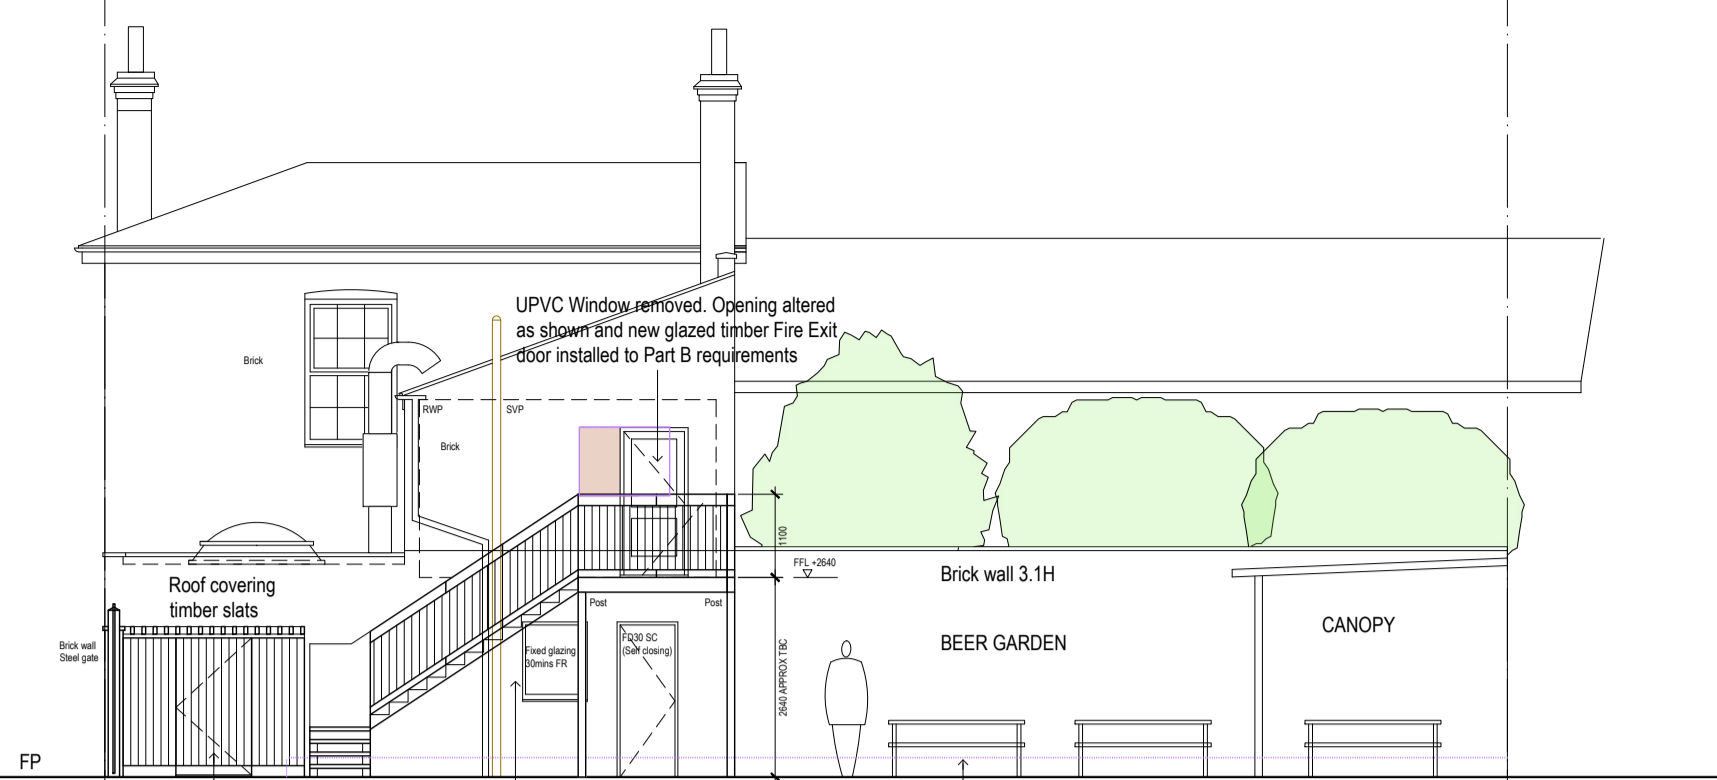 UPVC Window removed. Opening altered
as shown and new glazed timber Fire Exit
door installed to Part B requirements
Brick
RWP
SVP
Brick
1100
FFL +2640
Roof covering
timber slats
Brick wall 3.1H
Post
Post
CANOPY
Brick wall
Steel gate
FD30 SC
(Self closing)
Fixed glazing
30mins FR
BEER GARDEN
2640 APPROX TBC
FP